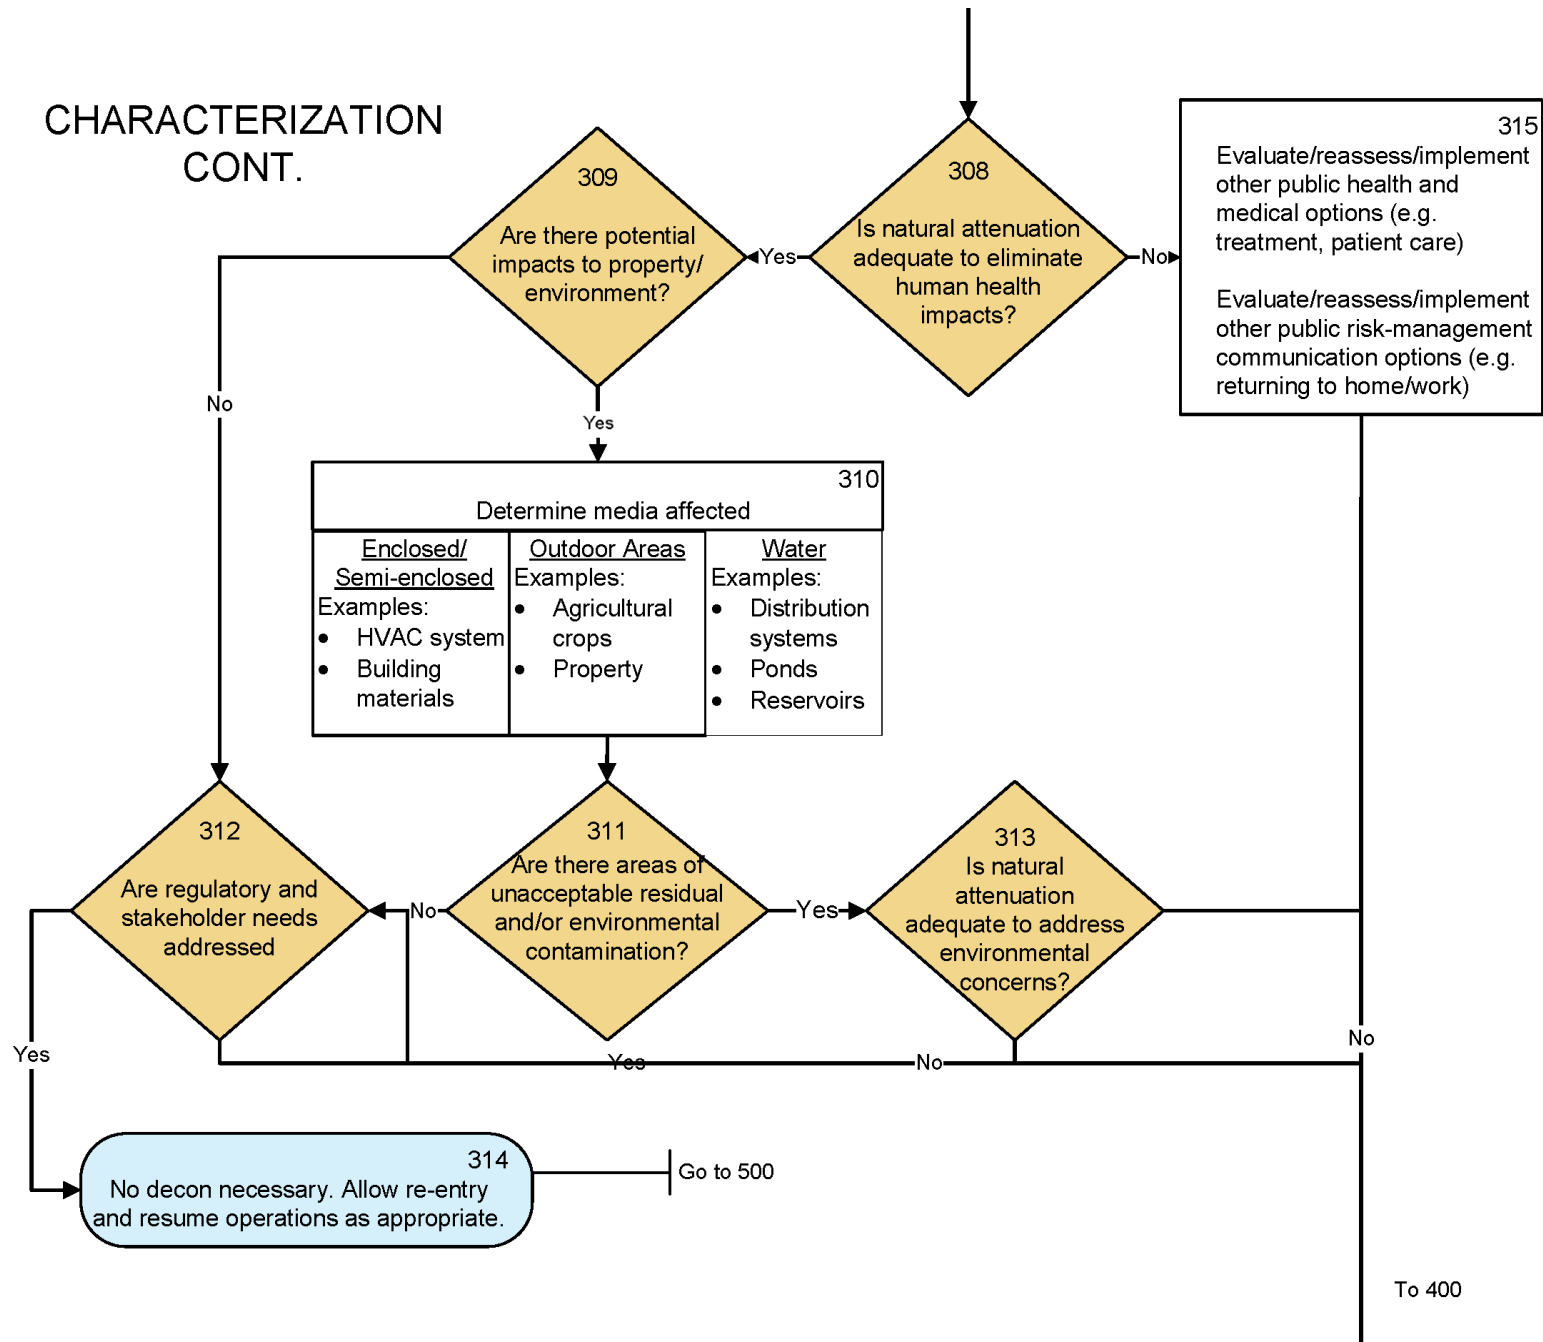 CHARACTERIZATION
CONT.
308
Is natural attenuation
adequate to eliminate
human health
impacts?
Yes
No
315
Evaluate/reassess/implement
other public health and
medical options (e.g.
treatment, patient care)
Evaluate/reassess/implement
other public risk-management
communication options (e.g.
returning to home/work)
309
Are there potential
impacts to property/
environment?
No
Yes
310
Determine media affected
Enclosed/
Semi-enclosed
Examples:
• HVAC system
• Building
materials
Outdoor Areas
Examples:
• Agricultural
crops
• Property
Water
Examples:
• Distribution
systems
• Ponds
• Reservoirs
312
Are regulatory and
stakeholder needs
addressed
No
311
Are there areas of
unacceptable residual
and/or environmental
contamination?
Yes
313
Is natural
attenuation
adequate to address
environmental
concerns?
No
Yes
Yes
No
314
No decon necessary. Allow re-entry
and resume operations as appropriate.
Go to 500
To 400